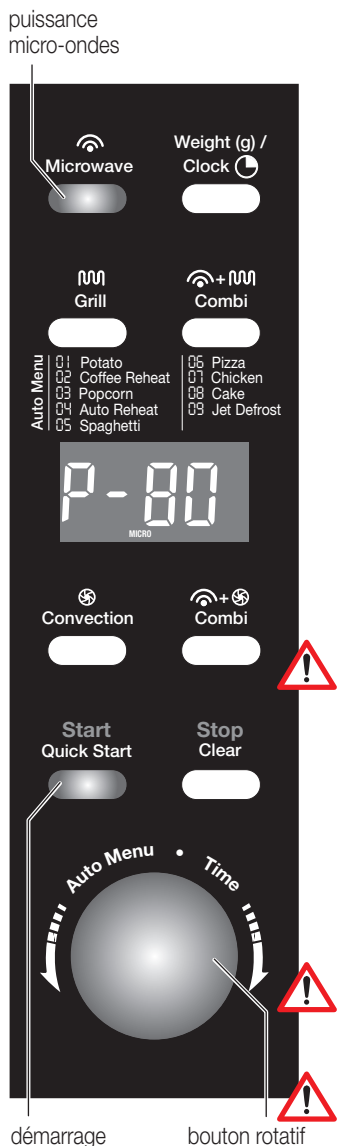 puissance
micro-ondes
Microwave
Weight (g) /
Clock
Grill
+
Combi
Auto Menu
01 Potato
02 Coffee Reheat
03 Popcorn
04 Auto Reheat
05 Spaghetti
06 Pizza
07 Chicken
08 Cake
09 Jet Defrost
P-80
MICRO
Convection
+
Combi
Start
Quick Start
Stop
Clear
Auto Menu • Time
démarrage
bouton rotatif